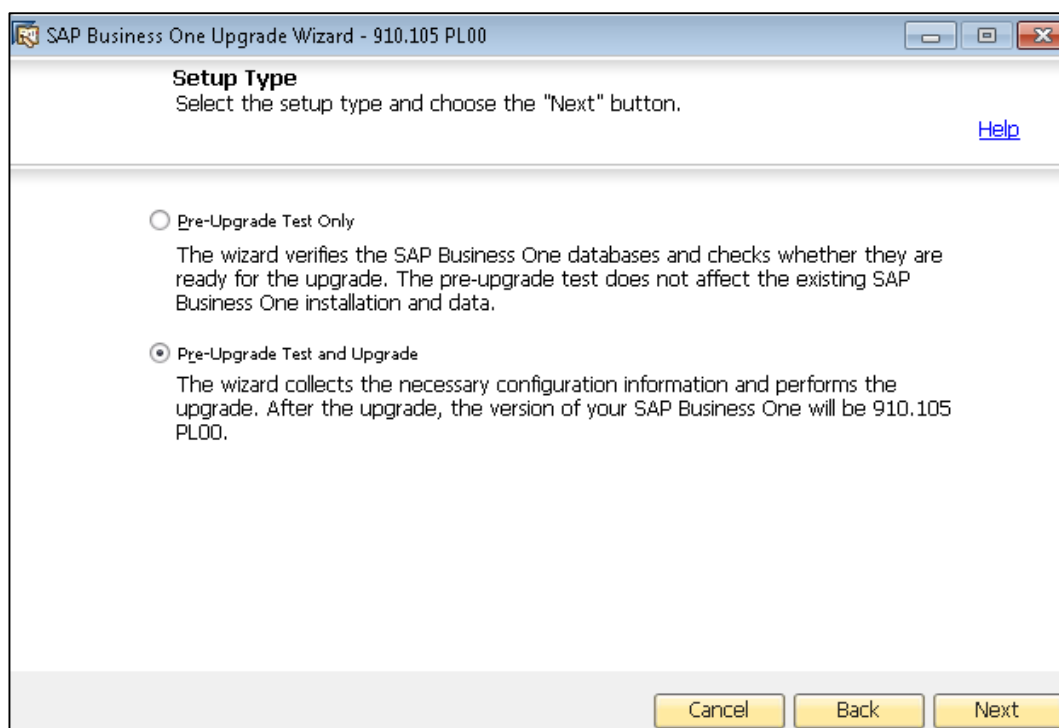 SAP Business One Upgrade Wizard - 910.105 PL00
Setup Type
Select the setup type and choose the "Next" button.
Help
Pre-Upgrade Test Only
The wizard verifies the SAP Business One databases and checks whether they are
ready for the upgrade. The pre-upgrade test does not affect the existing SAP
Business One installation and data.
Pre-Upgrade Test and Upgrade
The wizard collects the necessary configuration information and performs the
upgrade. After the upgrade, the version of your SAP Business One will be 910.105
PL00.
Cancel Back Next